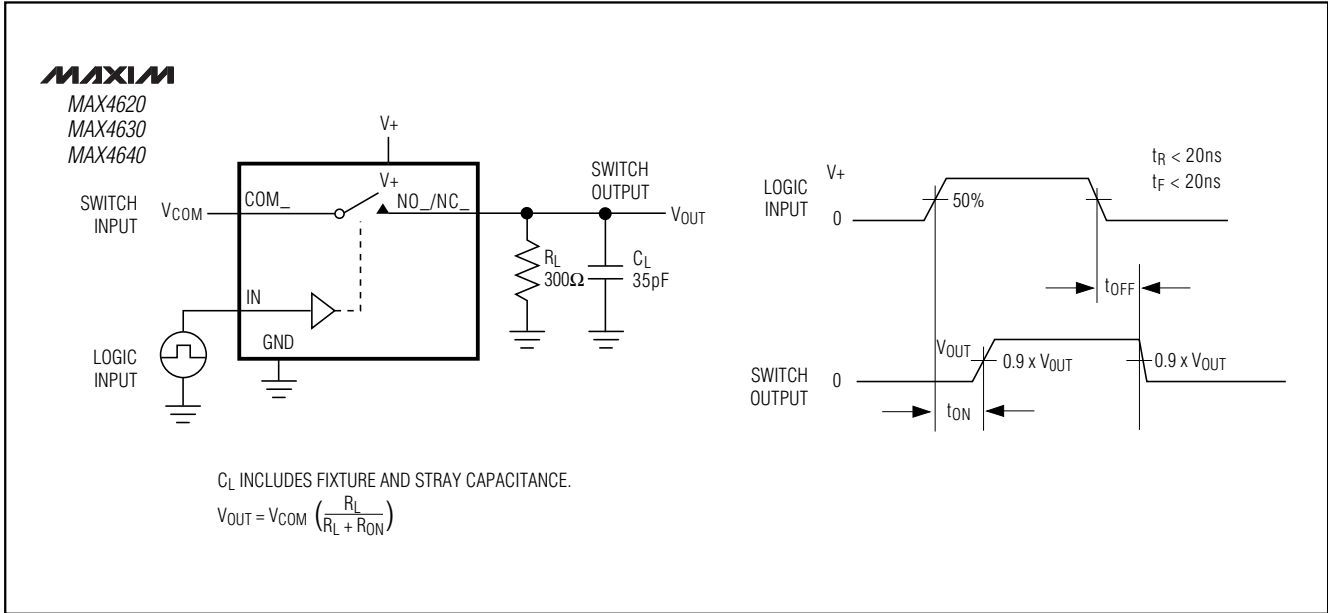 MAXIM
MAX4620
MAX4630
MAX4640
V+
V+
SWITCH
INPUT
VCOM
COM_
NO_/NC_
SWITCH
OUTPUT
VOUT
RL
300Ω
CL
35pF
IN
GND
LOGIC
INPUT
CL INCLUDES FIXTURE AND STRAY CAPACITANCE.
VOUT = VCOM (RL / RL + RON)
tR < 20ns
tF < 20ns
LOGIC
INPUT
V+
0
50%
tOFF
SWITCH
OUTPUT
VOUT
0
0.9 x VOUT
0.9 x VOUT
tON